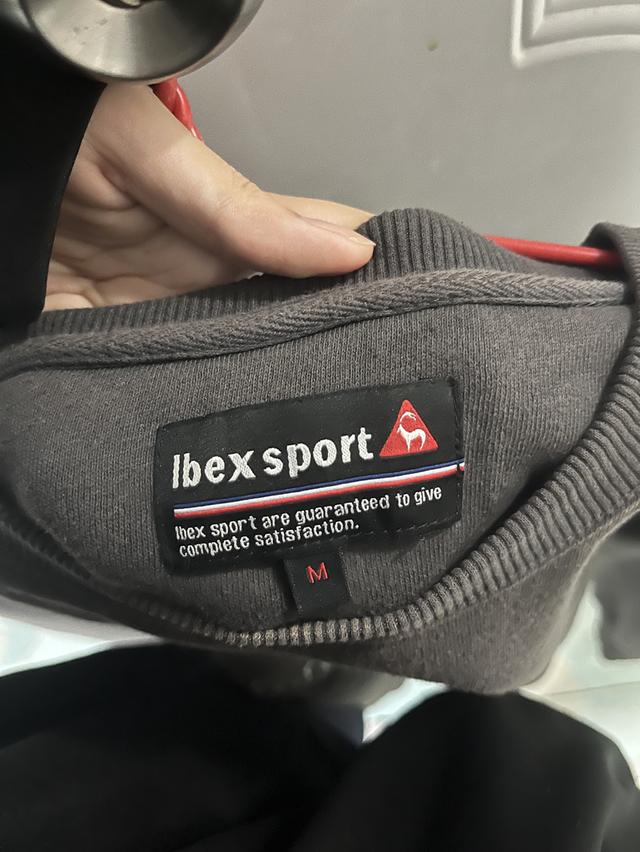 Ibex sport
Ibex sport are guaranteed to give
complete satisfaction.
M